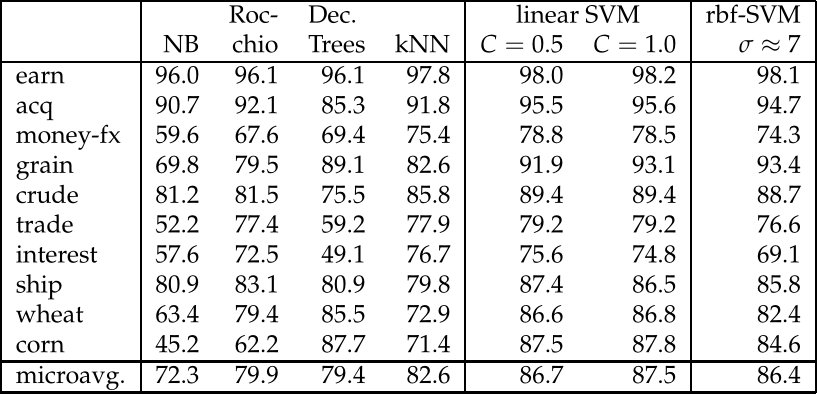 Roc- Dec. linear SVM rbf-SVM
NB chio Trees kNN C = 0.5 C = 1.0 σ ≈ 7
earn 96.0 96.1 96.1 97.8 98.0 98.2 98.1
acq 90.7 92.1 85.3 91.8 95.5 95.6 94.7
money-fx 59.6 67.6 69.4 75.4 78.8 78.5 74.3
grain 69.8 79.5 89.1 82.6 91.9 93.1 93.4
crude 81.2 81.5 75.5 85.8 89.4 89.4 88.7
trade 52.2 77.4 59.2 77.9 79.2 79.2 76.6
interest 57.6 72.5 49.1 76.7 75.6 74.8 69.1
ship 80.9 83.1 80.9 79.8 87.4 86.5 85.8
wheat 63.4 79.4 85.5 72.9 86.6 86.8 82.4
corn 45.2 62.2 87.7 71.4 87.5 87.8 84.6
microavg. 72.3 79.9 79.4 82.6 86.7 87.5 86.4